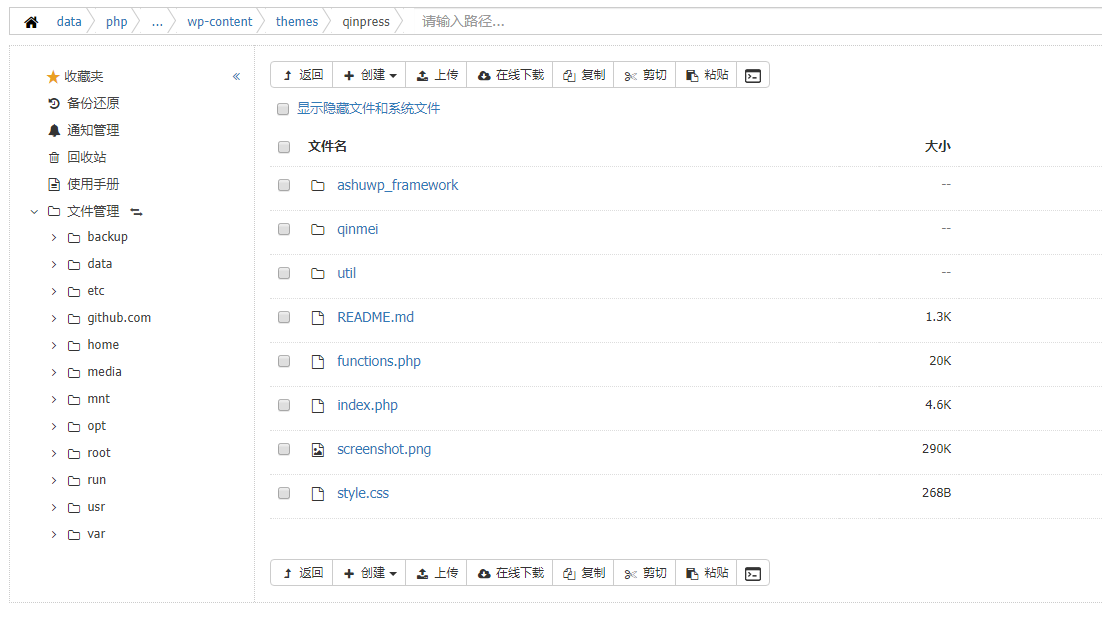 data php ... wp-content themes qinpress 请输入路径...
收藏夹 «
备份还原
通知管理
回收站
使用手册
文件管理
backup
data
etc
github.com
home
media
mnt
opt
root
run
usr
var
返回 创建 上传 在线下载 复制 剪切 粘贴
显示隐藏文件和系统文件
文件名 大小
ashuwp_framework --
qinmei --
util --
README.md 1.3K
functions.php 20K
index.php 4.6K
screenshot.png 290K
style.css 268B
返回 创建 上传 在线下载 复制 剪切 粘贴